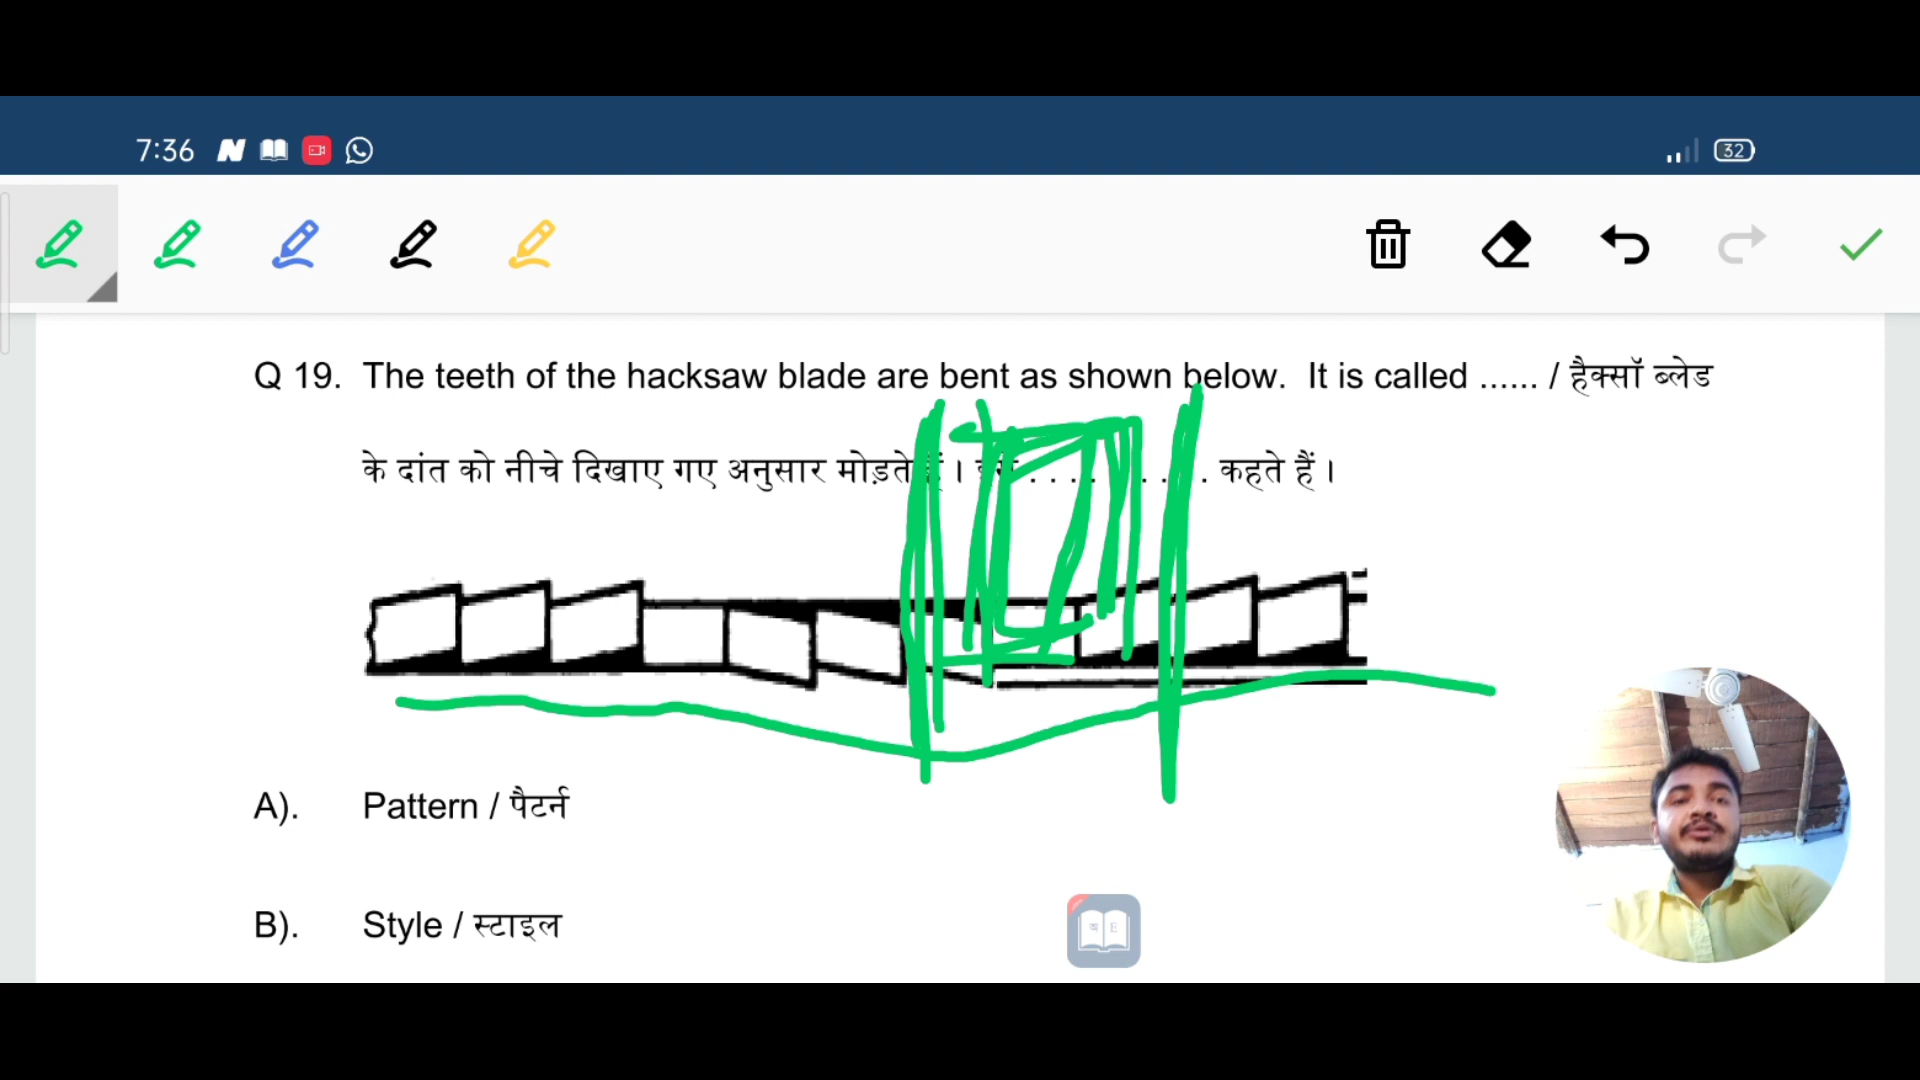 7:36
32
Q 19. The teeth of the hacksaw blade are bent as shown below. It is called ...... / हैक्सॉ ब्लेड
के दांत को नीचे दिखाए गए अनुसार मोड़ते हैं। इसे . . . . . . . . . . कहते हैं।
A). Pattern / पैटर्न
B). Style / स्टाइल
अ E